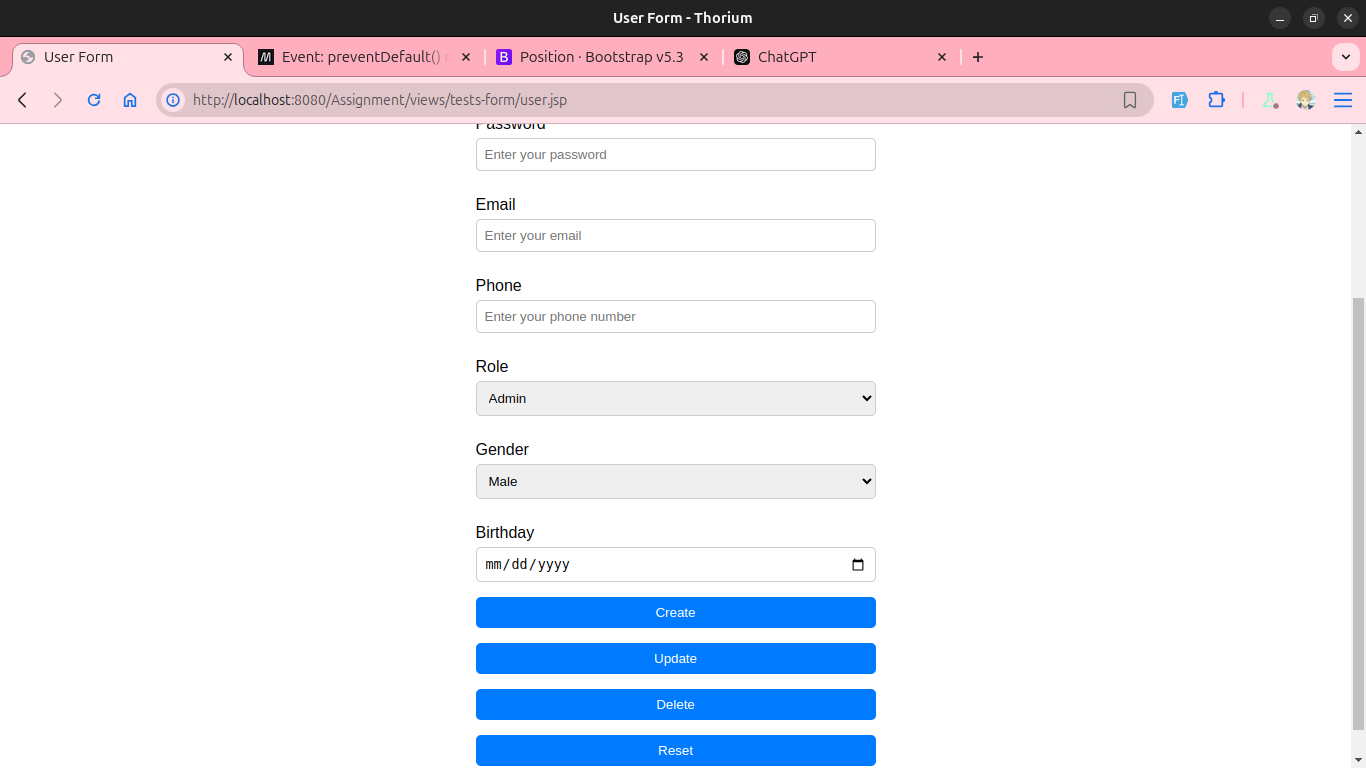 User Form - Thorium
User Form
Event: preventDefault()
Position · Bootstrap v5.3
ChatGPT
http://localhost:8080/Assignment/views/tests-form/user.jsp
Password
Enter your password
Email
Enter your email
Phone
Enter your phone number
Role
Admin
Gender
Male
Birthday
mm/dd/yyyy
Create
Update
Delete
Reset